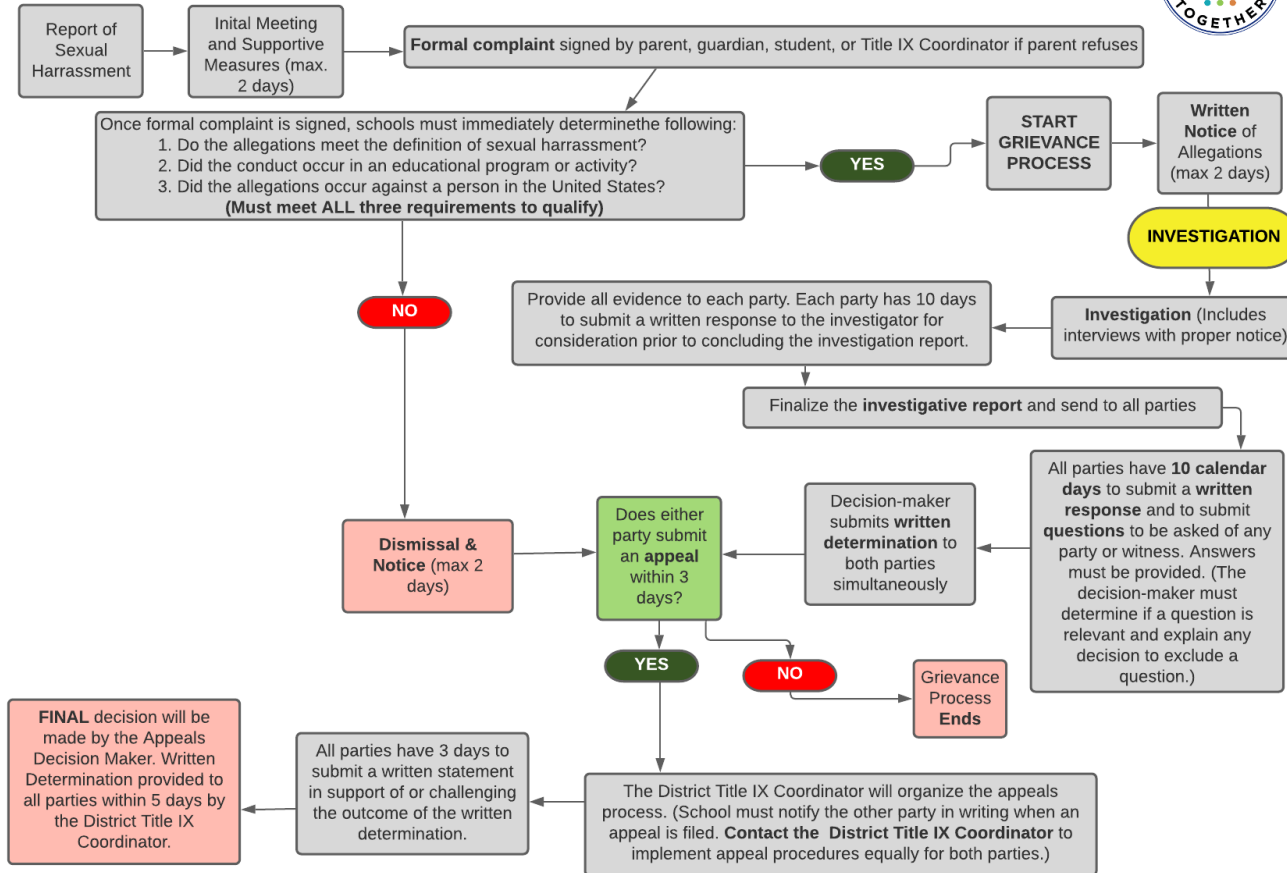 TOGETHER
Report of
Sexual
Harrassment
Inital Meeting
and Supportive
Measures (max.
2 days)
Formal complaint signed by parent, guardian, student, or Title IX Coordinator if parent refuses
Once formal complaint is signed, schools must immediately determinethe following:
1. Do the allegations meet the definition of sexual harrassment?
2. Did the conduct occur in an educational program or activity?
3. Did the allegations occur against a person in the United States?
(Must meet ALL three requirements to qualify)
YES
START
GRIEVANCE
PROCESS
Written
Notice of
Allegations
(max 2 days)
INVESTIGATION
Investigation (Includes
interviews with proper notice)
Provide all evidence to each party. Each party has 10 days
to submit a written response to the investigator for
consideration prior to concluding the investigation report.
Finalize the investigative report and send to all parties
All parties have 10 calendar
days to submit a written
response and to submit
questions to be asked of any
party or witness. Answers
must be provided. (The
decision-maker must
determine if a question is
relevant and explain any
decision to exclude a
question.)
Decision-maker
submits written
determination to
both parties
simultaneously
NO
Dismissal &
Notice (max 2
days)
Does either
party submit
an appeal
within 3
days?
YES
NO
Grievance
Process
Ends
The District Title IX Coordinator will organize the appeals
process. (School must notify the other party in writing when an
appeal is filed. Contact the District Title IX Coordinator to
implement appeal procedures equally for both parties.)
All parties have 3 days to
submit a written statement
in support of or challenging
the outcome of the written
determination.
FINAL decision will be
made by the Appeals
Decision Maker. Written
Determination provided to
all parties within 5 days by
the District Title IX
Coordinator.